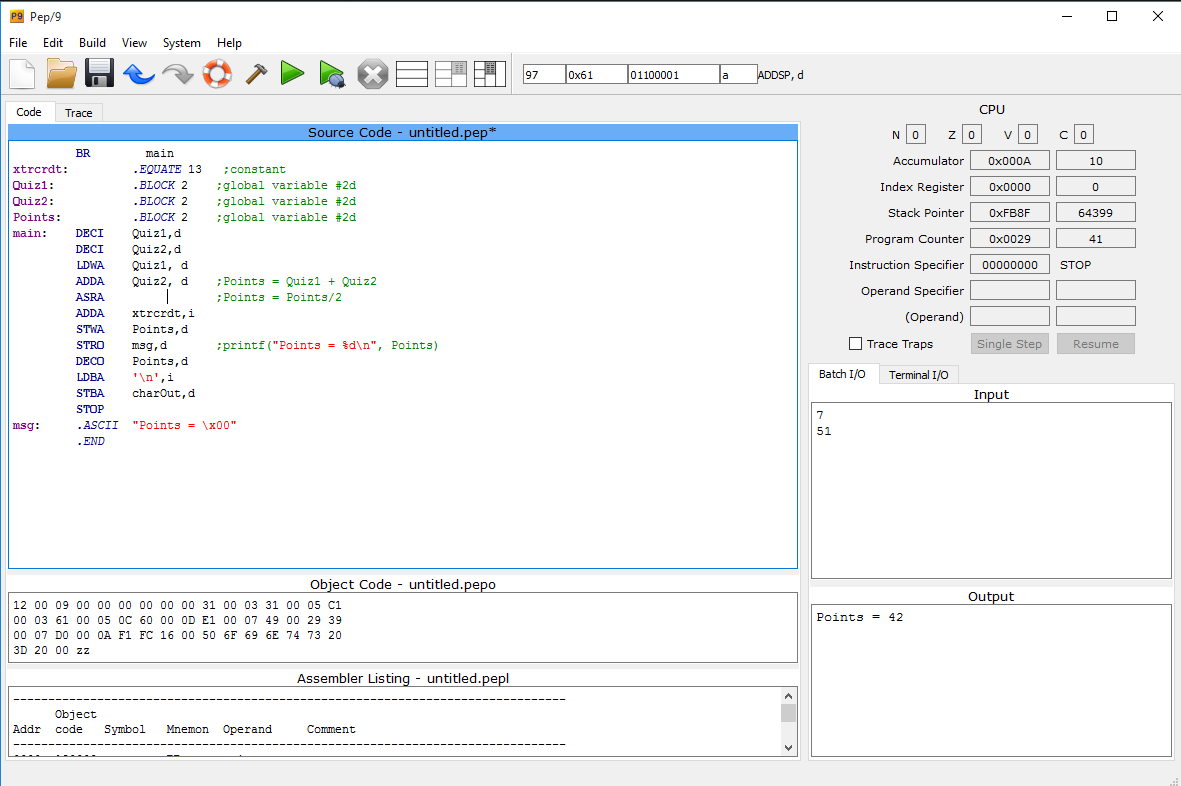 Pep/9
File Edit Build View System Help
97 0x61 01100001 a ADDSP, d
Code Trace
Source Code - untitled.pep*
BR main
xtrcrdt: .EQUATE 13 ;constant
Quiz1: .BLOCK 2 ;global variable #2d
Quiz2: .BLOCK 2 ;global variable #2d
Points: .BLOCK 2 ;global variable #2d
main: DECI Quiz1,d
DECI Quiz2,d
LDWA Quiz1, d
ADDA Quiz2, d ;Points = Quiz1 + Quiz2
ASRA ;Points = Points/2
ADDA xtrcrdt,i
STWA Points,d
STRO msg,d ;printf("Points = %d\n", Points)
DECO Points,d
LDBA '\n',i
STBA charOut,d
STOP
msg: .ASCII "Points = \x00"
.END
Object Code - untitled.pepo
12 00 09 00 00 00 00 00 00 31 00 03 31 00 05 C1
00 03 61 00 05 0C 60 00 0D E1 00 07 49 00 29 39
00 07 D0 00 0A F1 FC 16 00 50 6F 69 6E 74 73 20
3D 20 00 zz
Assembler Listing - untitled.pepl
-------------------------------------------------------------------------------
Object
Addr code Symbol Mnemon Operand Comment
-------------------------------------------------------------------------------
CPU
N 0 Z 0 V 0 C 0
Accumulator 0x000A 10
Index Register 0x0000 0
Stack Pointer 0xFB8F 64399
Program Counter 0x0029 41
Instruction Specifier 00000000 STOP
Operand Specifier
(Operand)
Trace Traps Single Step Resume
Batch I/O Terminal I/O
Input
7
51
Output
Points = 42